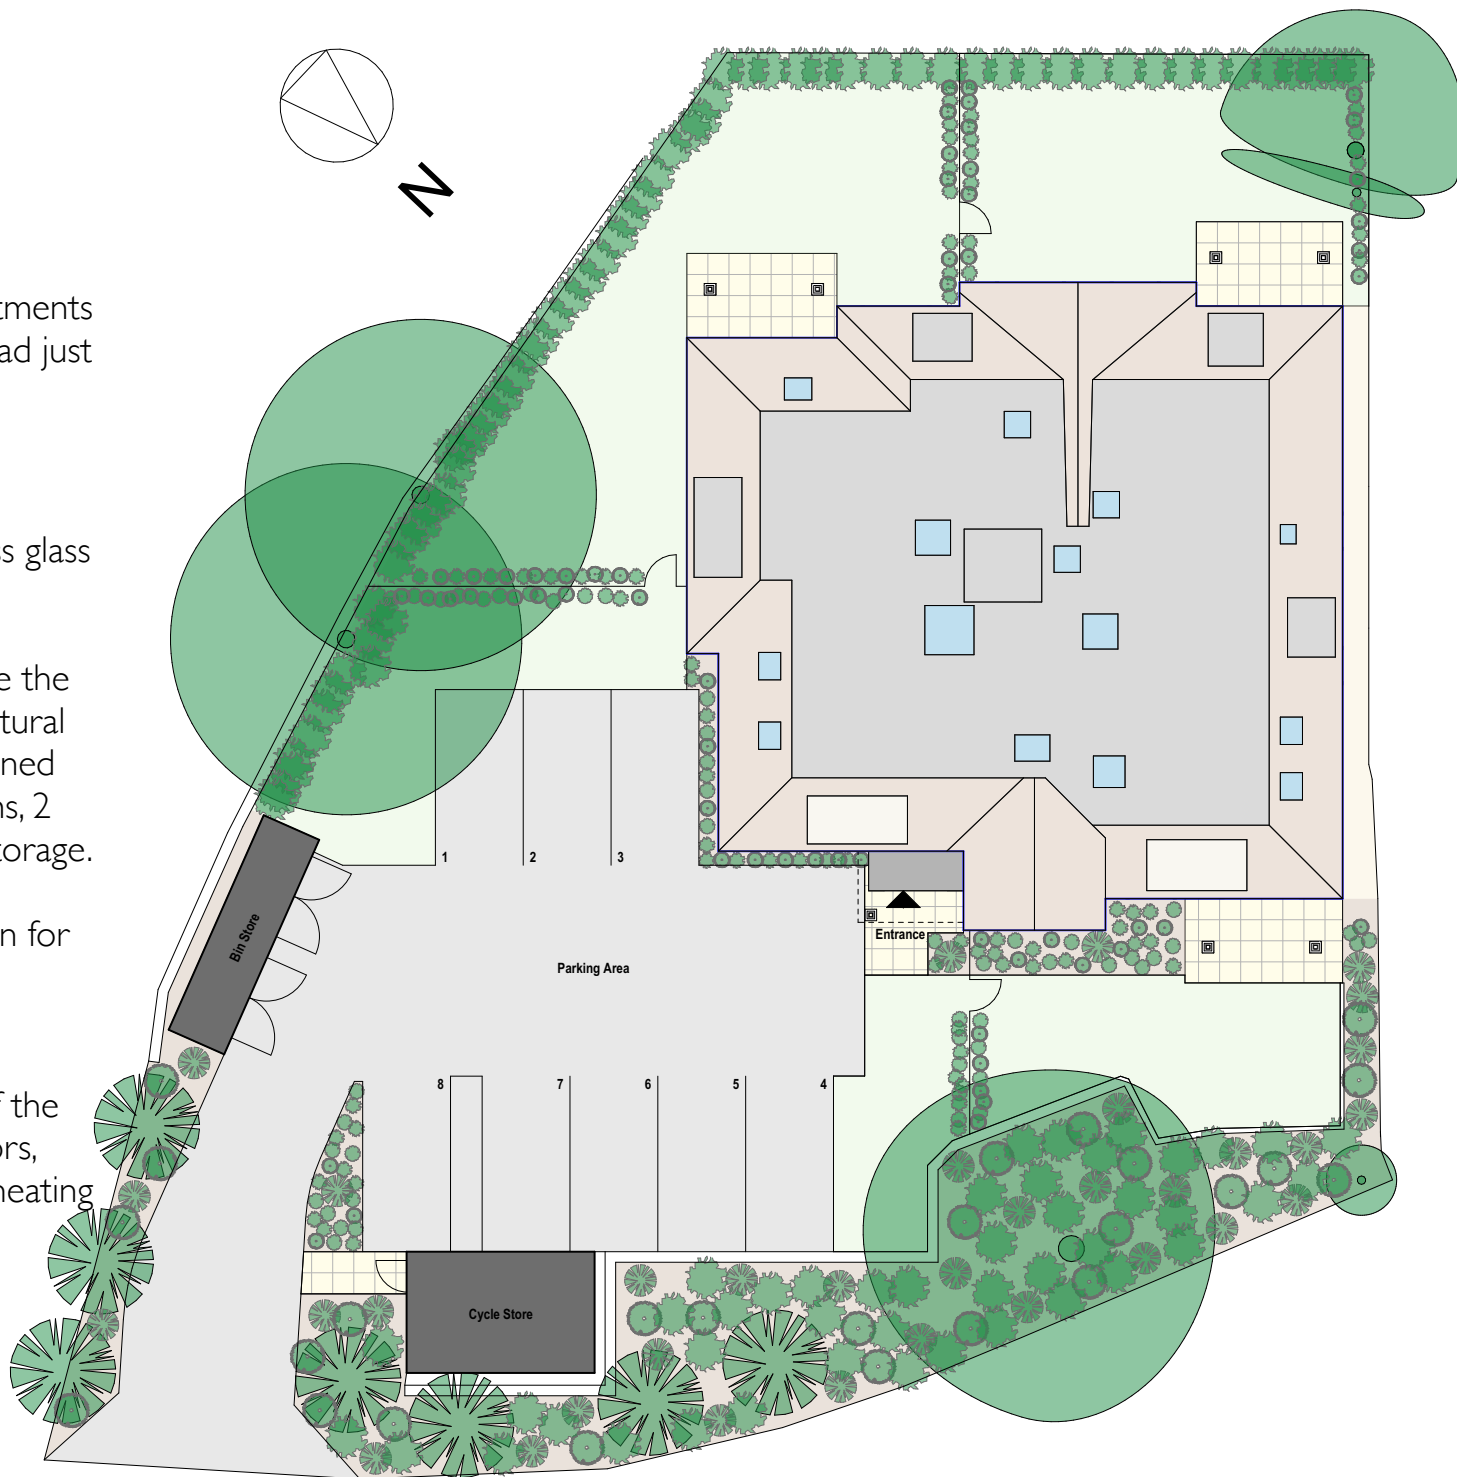 N
tments
ad just
ss glass
e the
tural
ned
ns, 2
torage.
n for
f the
ors,
heating
1
2
3
Bin Store
Entrance
Parking Area
8
7
6
5
4
Cycle Store